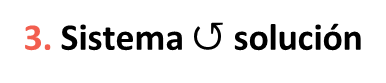 3. Sistema ↺ solución